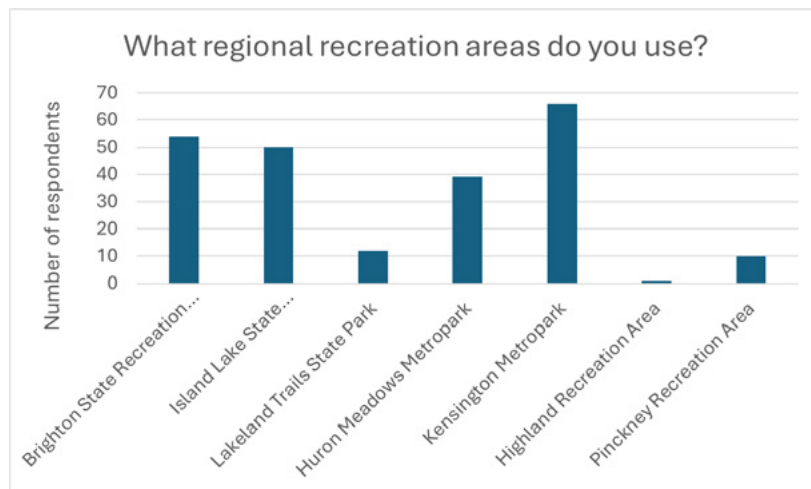 What regional recreation areas do you use?
Number of respondents
70
60
50
40
30
20
10
0
Brighton State Recreation...
Island Lake State...
Lakeland Trails State Park
Huron Meadows Metropark
Kensington Metropark
Highland Recreation Area
Pinckney Recreation Area